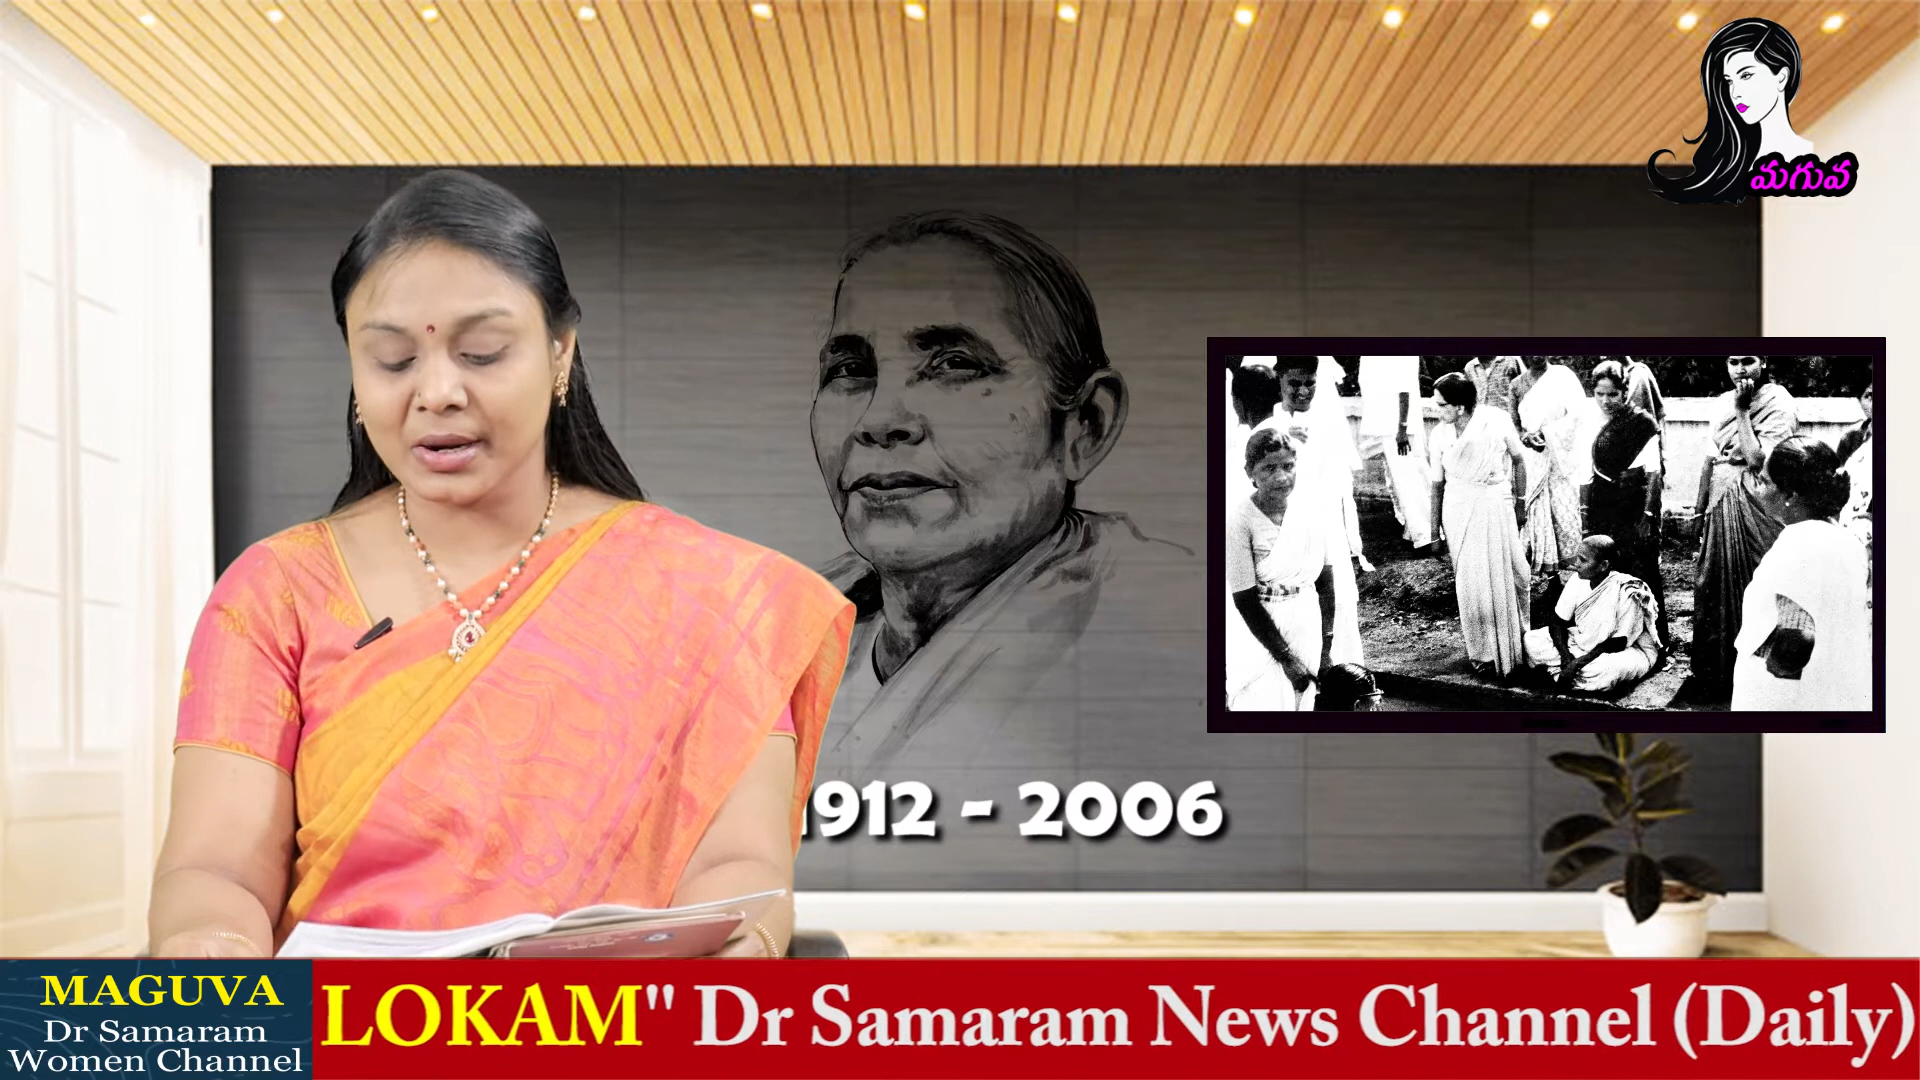 మగువ
1912 - 2006
MAGUVA
Dr Samaram
Women Channel
LOKAM" Dr Samaram News Channel (Daily)